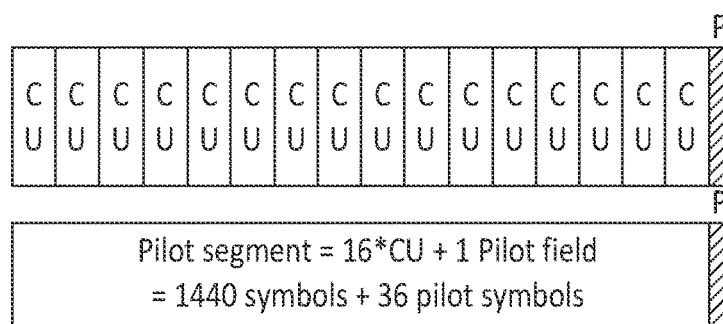 P
C C C C C C C C C C C C C C C C
U U U U U U U U U U U U U U U U
P
Pilot segment = 16*CU + 1 Pilot field
= 1440 symbols + 36 pilot symbols